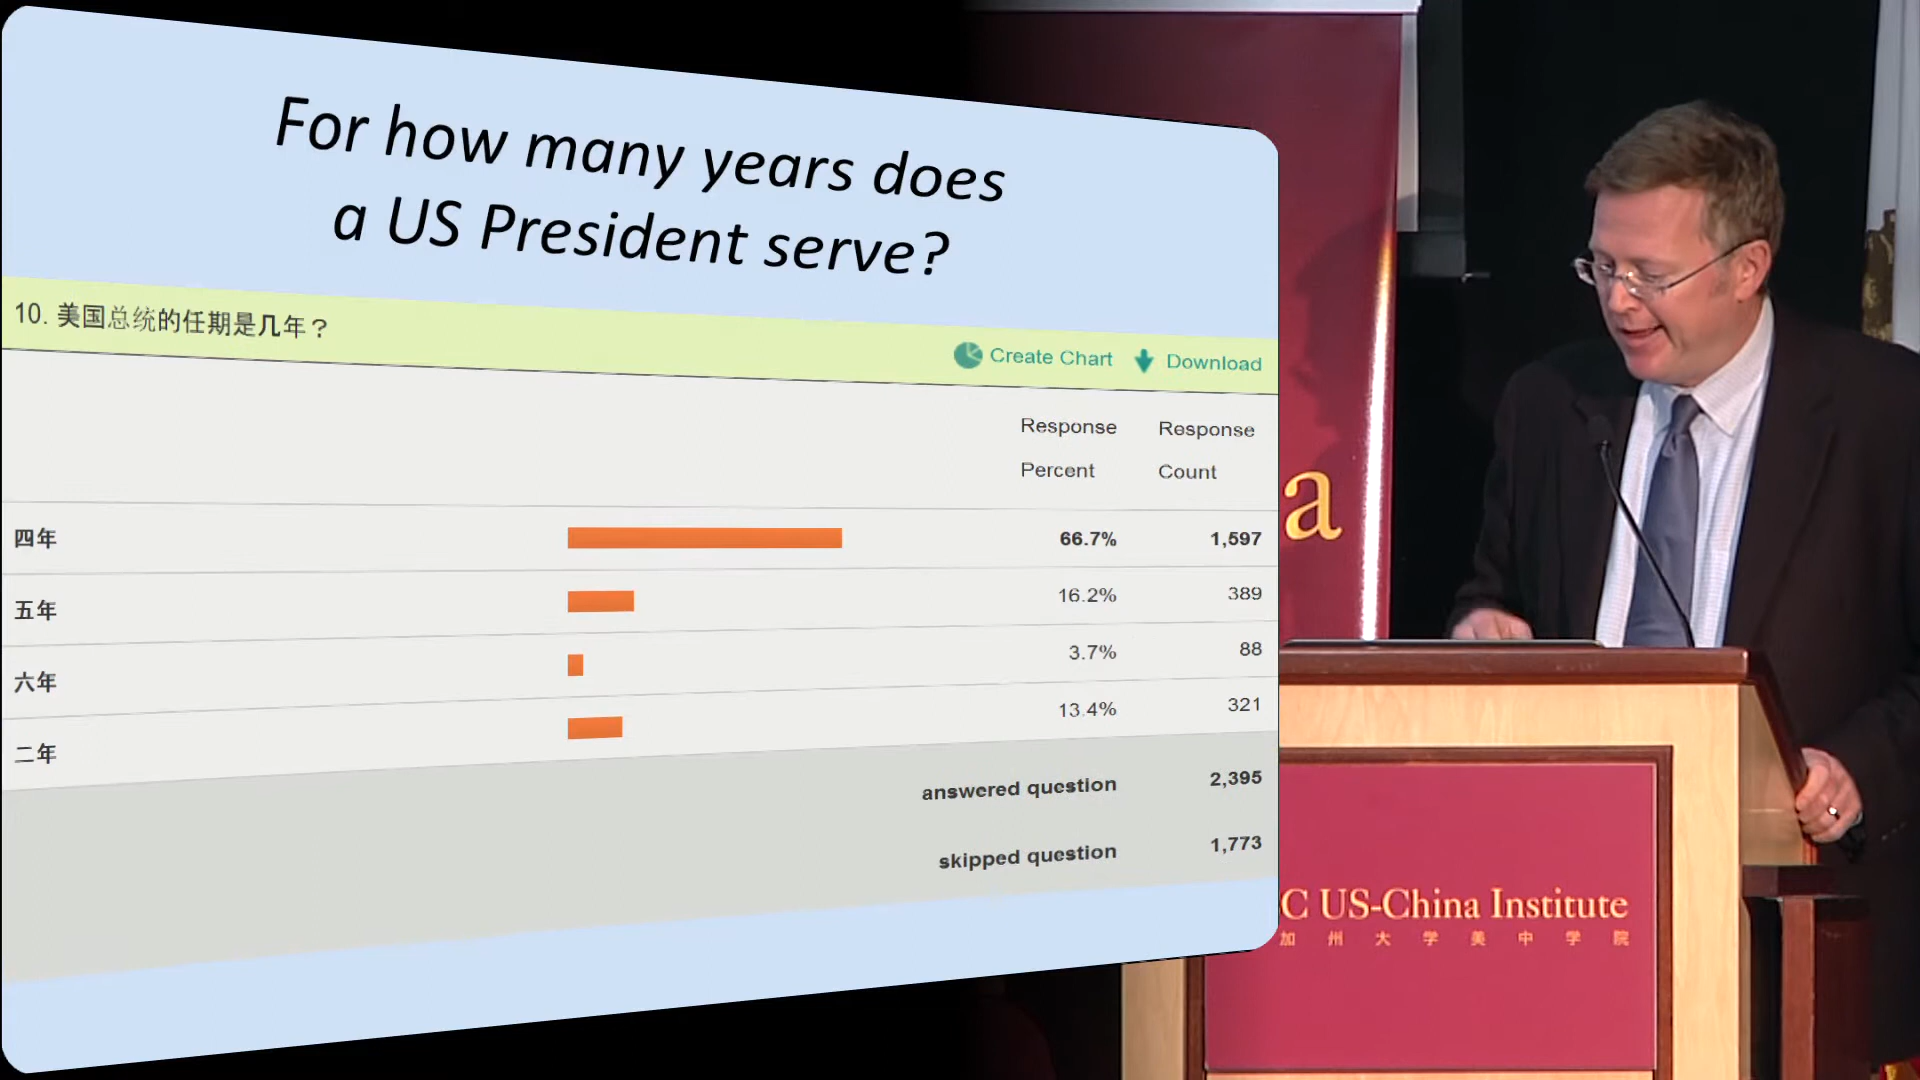 For how many years does
a US President serve?
10. 美国总统的任期是几年？
Create Chart
Download
Response Percent
Response Count
四年 66.7% 1,597
五年 16.2% 389
六年 3.7% 88
二年 13.4% 321
answered question 2,395
skipped question 1,773
a
C US-China Institute
加州大学美中学院